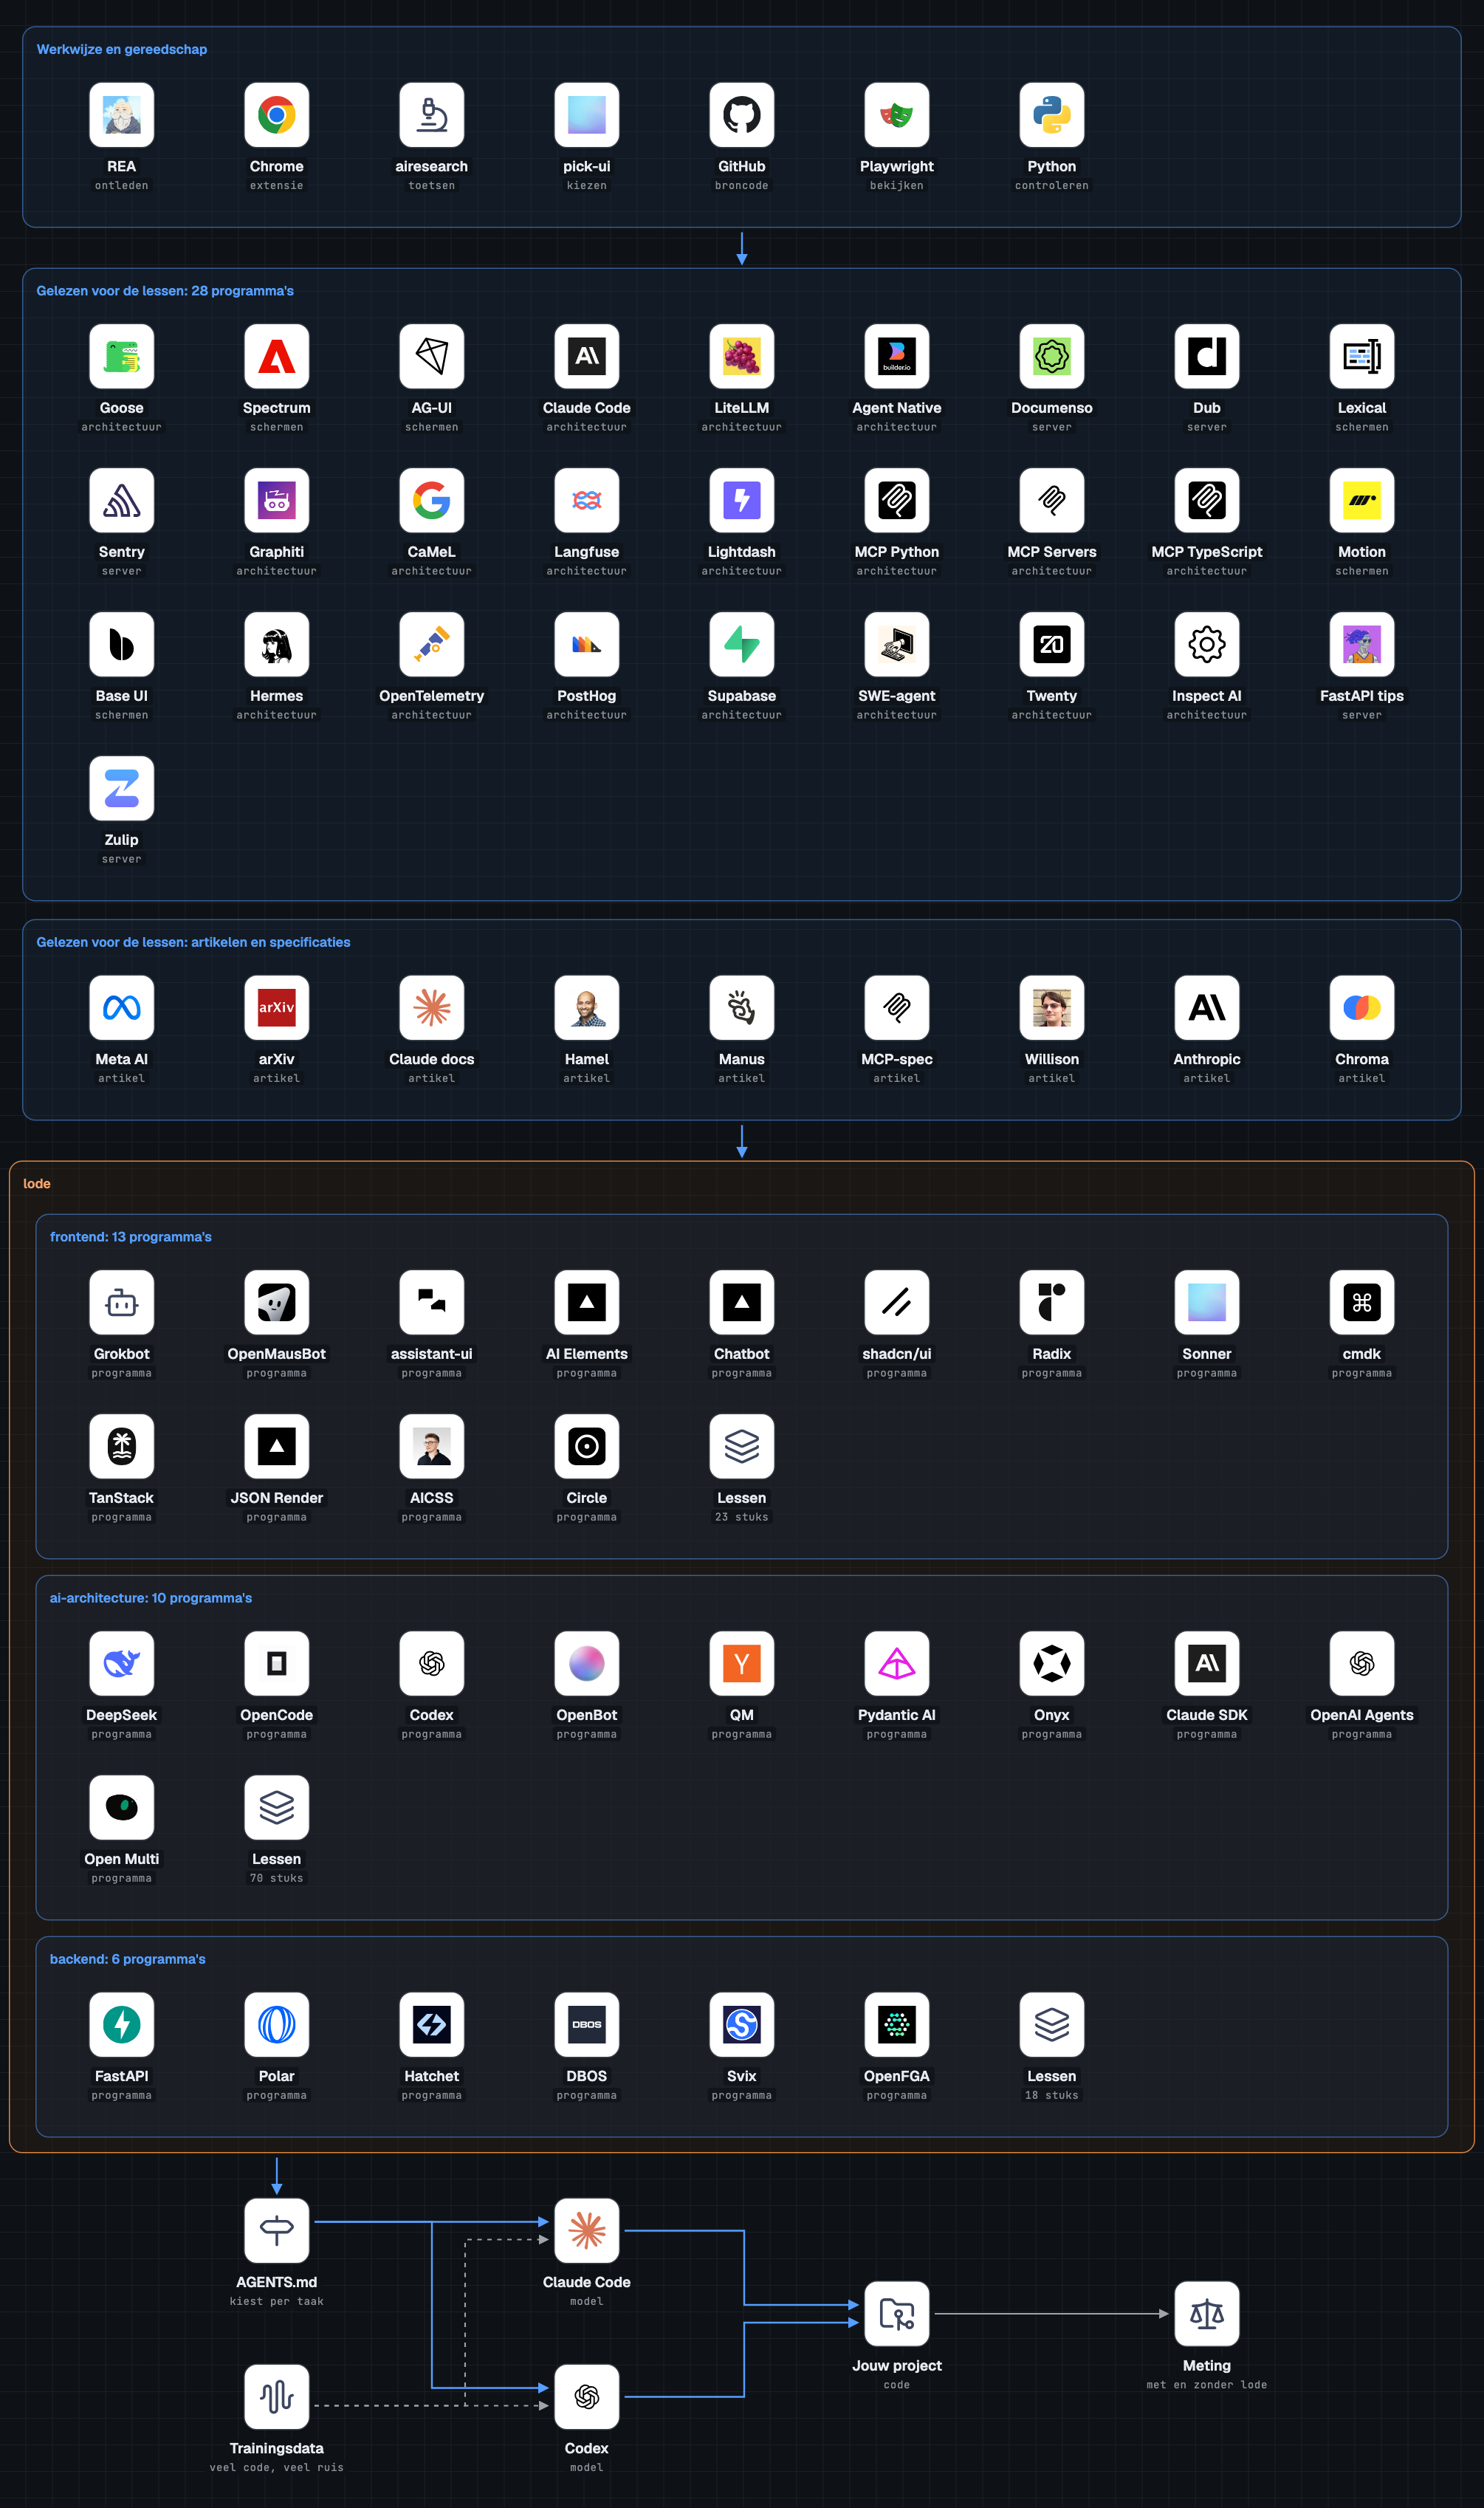 Werkwijze en gereedschap
REA
ontleden
Chrome
extensie
airesearch
toetsen
pick-ui
kiezen
GitHub
broncode
Playwright
bekijken
Python
controleren
Gelezen voor de lessen: 28 programma's
Goose
architectuur
Spectrum
schermen
AG-UI
schermen
Claude Code
architectuur
LiteLLM
architectuur
builder.io
Agent Native
architectuur
Documenso
server
Dub
server
Lexical
schermen
Sentry
server
Graphiti
architectuur
CaMeL
architectuur
Langfuse
architectuur
Lightdash
architectuur
MCP Python
architectuur
MCP Servers
architectuur
MCP TypeScript
architectuur
Motion
schermen
Base UI
schermen
Hermes
architectuur
OpenTelemetry
architectuur
PostHog
architectuur
Supabase
architectuur
SWE-agent
architectuur
Twenty
architectuur
Inspect AI
architectuur
FastAPI tips
server
Zulip
server
Gelezen voor de lessen: artikelen en specificaties
Meta AI
artikel
arXiv
arXiv
artikel
Claude docs
artikel
Hamel
artikel
Manus
artikel
MCP-spec
artikel
Willison
artikel
Anthropic
artikel
Chroma
artikel
lode
frontend: 13 programma's
Grokbot
programma
OpenMausBot
programma
assistant-ui
programma
AI Elements
programma
Chatbot
programma
shadcn/ui
programma
Radix
programma
Sonner
programma
cmdk
programma
TanStack
programma
JSON Render
programma
AICSS
programma
Circle
programma
Lessen
23 stuks
ai-architecture: 10 programma's
DeepSeek
programma
OpenCode
programma
Codex
programma
OpenBot
programma
Y
QM
programma
Pydantic AI
programma
Onyx
programma
Claude SDK
programma
OpenAI Agents
programma
Open Multi
programma
Lessen
70 stuks
backend: 6 programma's
FastAPI
programma
Polar
programma
Hatchet
programma
DBOS
DBOS
programma
Svix
programma
OpenFGA
programma
Lessen
18 stuks
AGENTS.md
kiest per taak
Claude Code
model
Jouw project
code
Meting
met en zonder lode
Trainingsdata
veel code, veel ruis
Codex
model